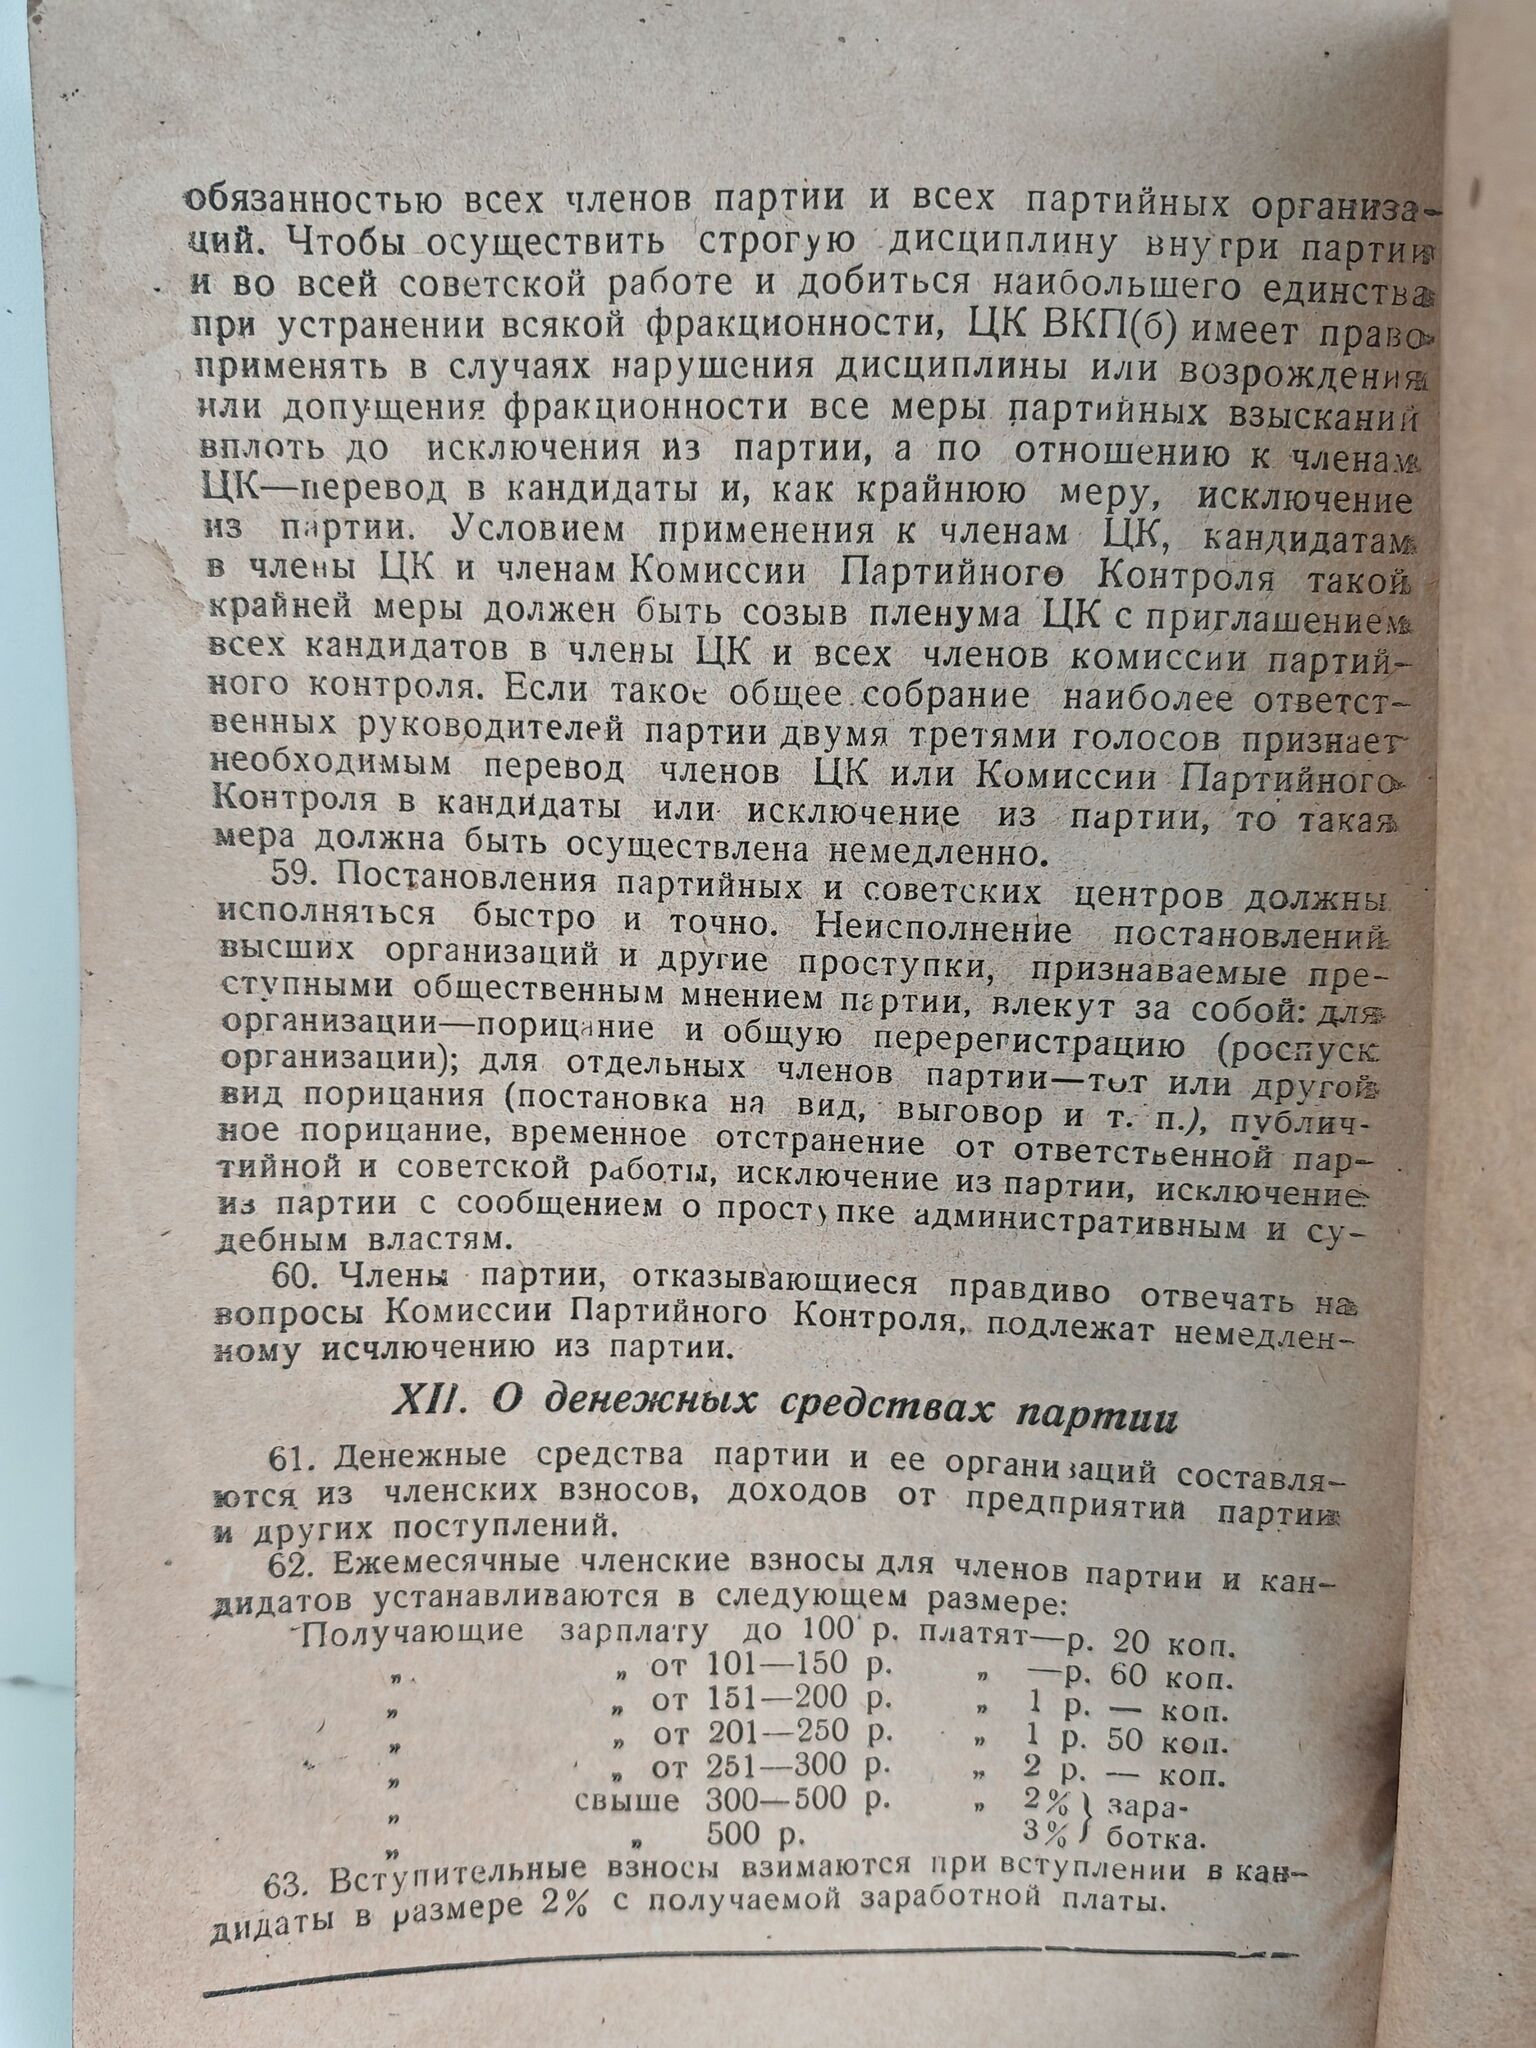 обязанностью всех членов партии и всех партийных организа-
ций. Чтобы осуществить строгую дисциплину внутри партии
и во всей советской работе и добиться наибольшего единства
при устранении всякой фракционности, ЦК ВКП(б) имеет право
применять в случаях нарушения дисциплины или возрождения
или допущения фракционности все меры партийных взысканий
вплоть до исключения из партии, а по отношению к членам
ЦК—перевод в кандидаты и, как крайнюю меру, исключение
из партии. Условием применения к членам ЦК, кандидатам
в члены ЦК и членам Комиссии Партийного Контроля такой
крайней меры должен быть созыв пленума ЦК с приглашением
всех кандидатов в члены ЦК и всех членов комиссии партий-
ного контроля. Если такое общее собрание наиболее ответст-
венных руководителей партии двумя третями голосов признает
необходимым перевод членов ЦК или Комиссии Партийного
Контроля в кандидаты или исключение из партии, то такая
мера должна быть осуществлена немедленно.
59. Постановления партийных и советских центров должны
исполняться быстро и точно. Неисполнение постановлений
высших организаций и другие проступки, признаваемые пре-
ступными общественным мнением партии, влекут за собой: для
организации—порицание и общую перерегистрацию (роспуск
организации); для отдельных членов партии—тот или другой
вид порицания (постановка на вид, выговор и т. п.), публич-
ное порицание, временное отстранение от ответственной пар-
тийной и советской работы, исключение из партии, исключение
из партии с сообщением о проступке административным и су-
дебным властям.
60. Члены партии, отказывающиеся правдиво отвечать на
вопросы Комиссии Партийного Контроля, подлежат немедлен-
ному исчлючению из партии.
XII. О денежных средствах партии
61. Денежные средства партии и ее организаций составля-
ются из членских взносов, доходов от предприятий партии
и других поступлений.
62. Ежемесячные членские взносы для членов партии и кан-
дидатов устанавливаются в следующем размере:
Получающие зарплату до 100 р. платят—р. 20 коп.
„ „ от 101—150 р. „ —р. 60 коп.
„ „ от 151—200 р. „ 1 р. — коп.
„ „ от 201—250 р. „ 1 р. 50 коп.
„ „ от 251—300 р. „ 2 р. — коп.
„ свыше 300—500 р. „ 2% } зара-
„ „ 500 р. 3% } ботка.
63. Вступительные взносы взимаются при вступлении в кан-
дидаты в размере 2% с получаемой заработной платы.